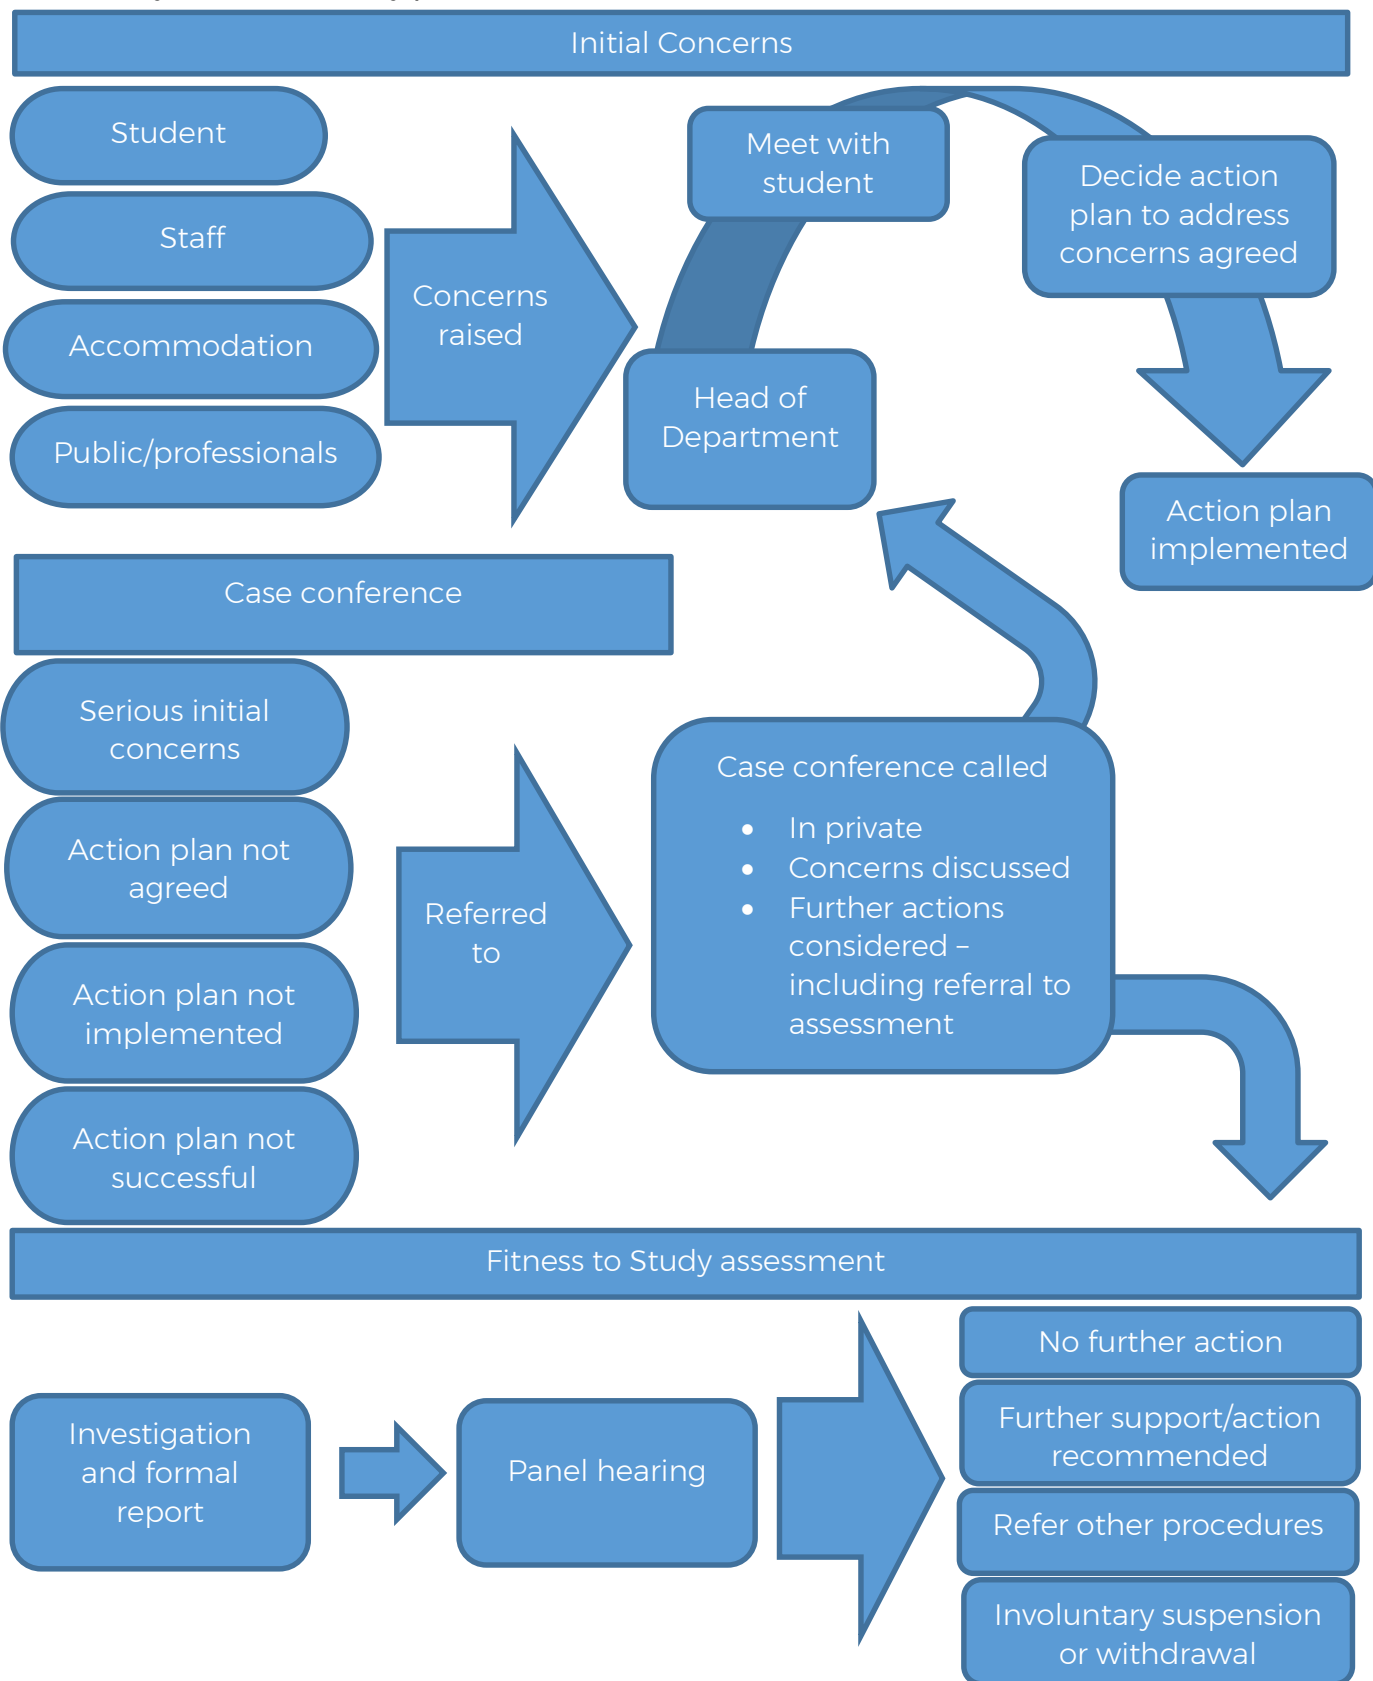 Initial Concerns
Student
Staff
Accommodation
Public/professionals
Concerns
raised
Meet with
student
Decide action
plan to address
concerns agreed
Head of
Department
Action plan
implemented
Case conference
Serious initial
concerns
Action plan not
agreed
Action plan not
implemented
Action plan not
successful
Referred
to
Case conference called
• In private
• Concerns discussed
• Further actions
considered –
including referral to
assessment
Fitness to Study assessment
Investigation
and formal
report
Panel hearing
No further action
Further support/action
recommended
Refer other procedures
Involuntary suspension
or withdrawal